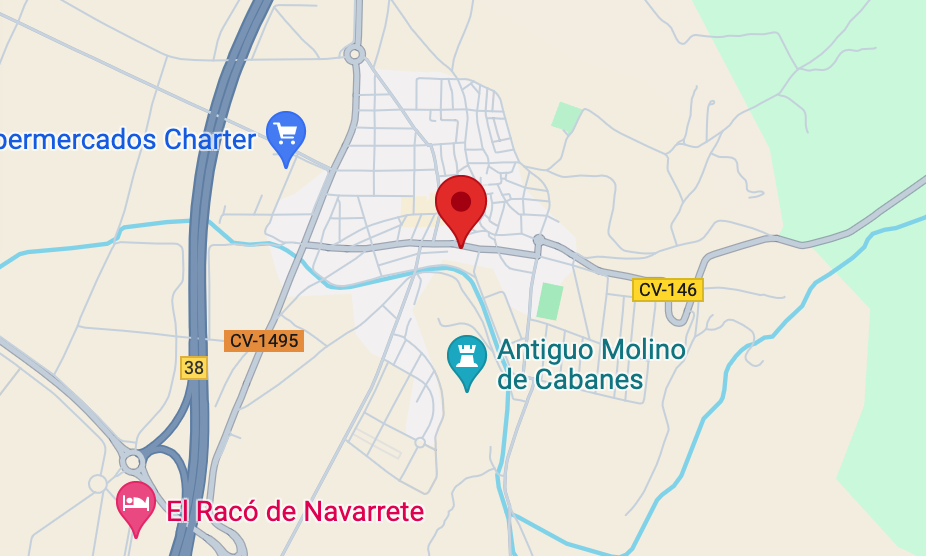 permercados Charter
CV-146
CV-1495
Antiguo Molino
de Cabanes
38
El Racó de Navarrete